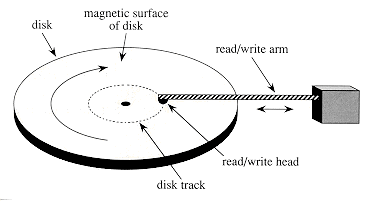 magnetic surface
of disk
disk
read/write arm
read/write head
disk track